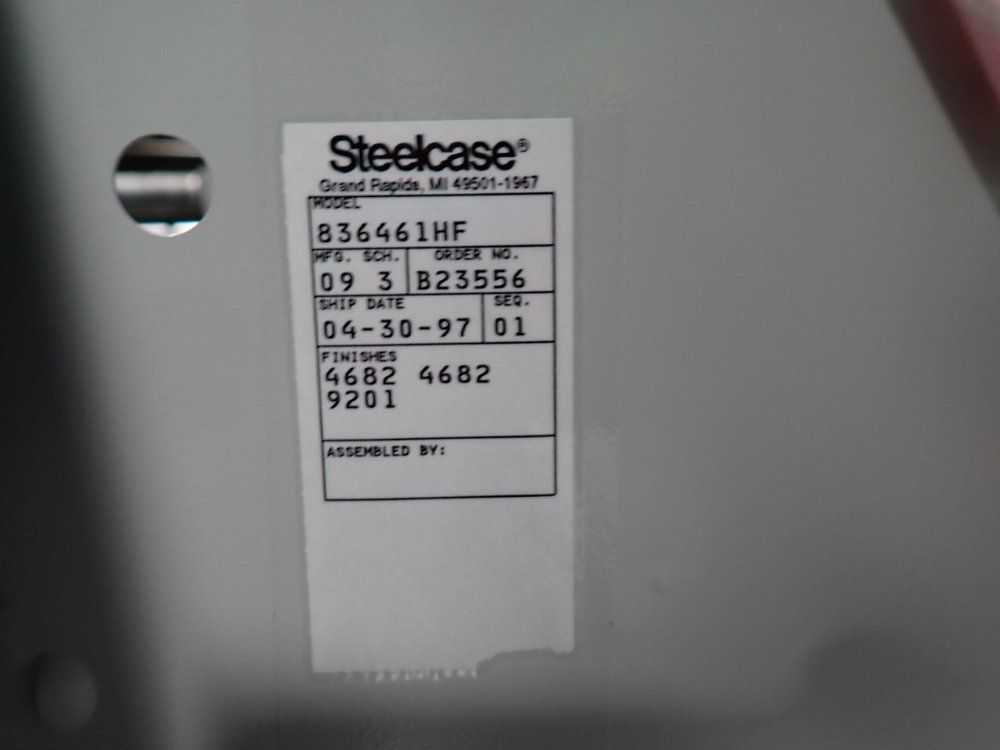 Steelcase®
Grand Rapids, MI 49501-1967
MODEL
836461HF
MFG. SCH. ORDER NO.
09 3 B23556
SHIP DATE SEQ.
04-30-97 01
FINISHES
4682 4682
9201
ASSEMBLED BY: